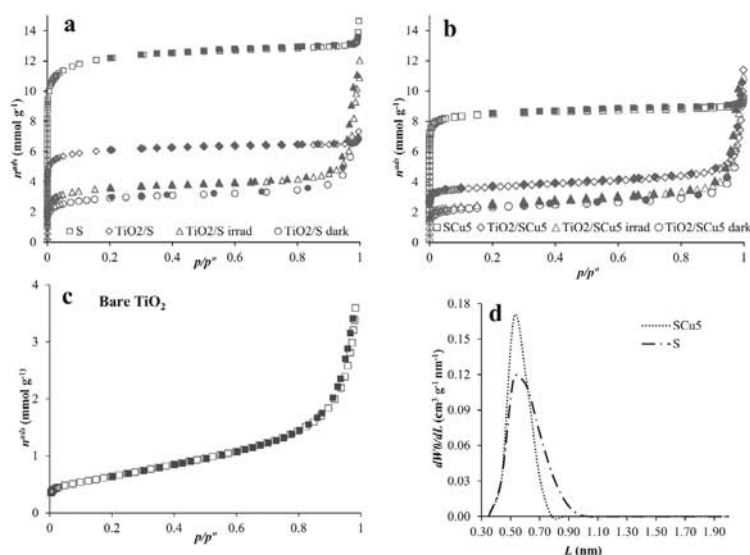 a
14
12
10
8
6
4
2
0
n^ads (mmol g⁻¹)
□ S ◇ TiO2/S △ TiO2/S irrad ○ TiO2/S dark
0 0.2 0.4 0.6 0.8 1
p/p°
b
14
12
10
8
6
4
2
0
n^ads (mmol g⁻¹)
□ SCu5 ◇ TiO2/SCu5 △ TiO2/SCu5 irrad ○ TiO2/SCu5 dark
0 0.2 0.4 0.6 0.8 1
p/p°
c Bare TiO₂
4
3
2
1
0
n^ads (mmol g⁻¹)
0 0.2 0.4 0.6 0.8 1
p/p°
d
SCu5
S
0.18
0.15
0.12
0.09
0.06
0.03
0.00
dW0/dL (cm³ g⁻¹ nm⁻¹)
0.30 0.50 0.70 0.90 1.10 1.30 1.50 1.70 1.90
L (nm)